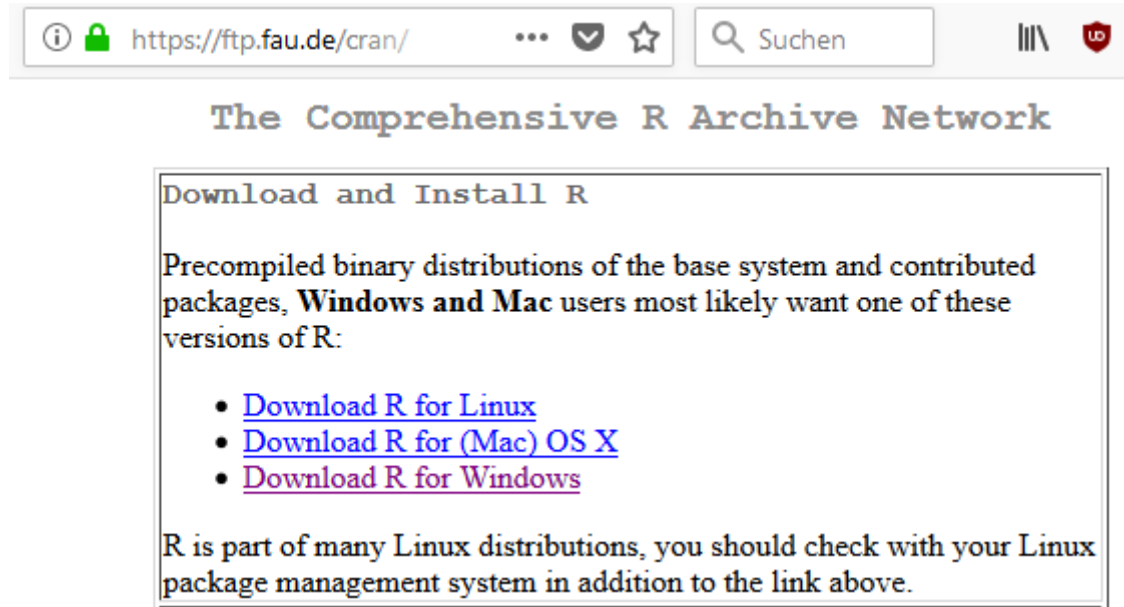 https://ftp.fau.de/cran/ ... Suchen
The Comprehensive R Archive Network
Download and Install R
Precompiled binary distributions of the base system and contributed
packages, Windows and Mac users most likely want one of these
versions of R:
• Download R for Linux
• Download R for (Mac) OS X
• Download R for Windows
R is part of many Linux distributions, you should check with your Linux
package management system in addition to the link above.